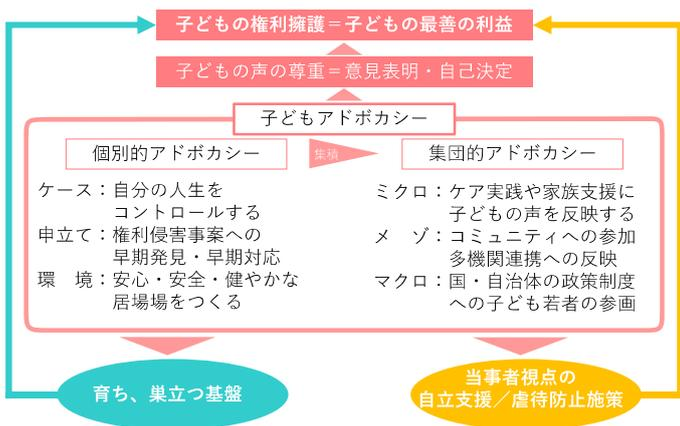 子どもの権利擁護＝子どもの最善の利益
子どもの声の尊重＝意見表明・自己決定
子どもアドボカシー
個別的アドボカシー
集積
集団的アドボカシー
ケース：自分の人生を
コントロールする
申立て：権利侵害事案への
早期発見・早期対応
環　境：安心・安全・健やかな
居場場をつくる
ミクロ：ケア実践や家族支援に
子どもの声を反映する
メ　ゾ：コミュニティへの参加
多機関連携への反映
マクロ：国・自治体の政策制度
への子ども若者の参画
育ち、巣立つ基盤
当事者視点の
自立支援／虐待防止施策